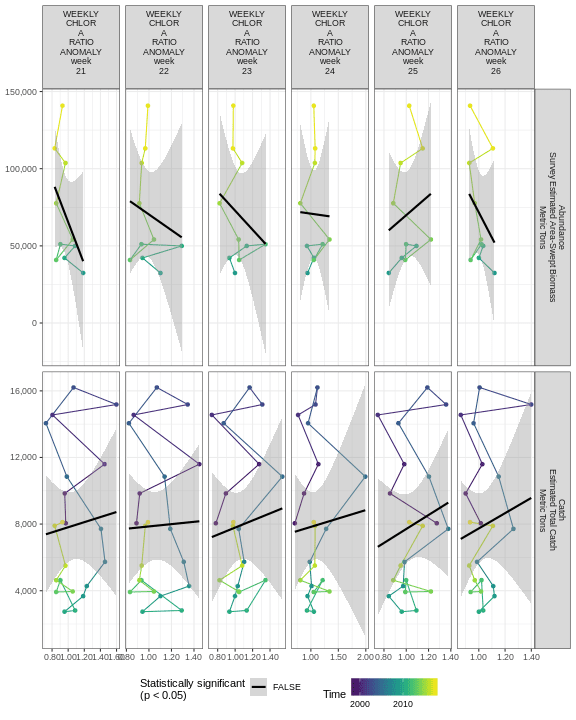 WEEKLY
CHLOR
A
RATIO
ANOMALY
week
21
WEEKLY
CHLOR
A
RATIO
ANOMALY
week
22
WEEKLY
CHLOR
A
RATIO
ANOMALY
week
23
WEEKLY
CHLOR
A
RATIO
ANOMALY
week
24
WEEKLY
CHLOR
A
RATIO
ANOMALY
week
25
WEEKLY
CHLOR
A
RATIO
ANOMALY
week
26
150,000
100,000
50,000
0
Abundance
Survey Estimated Area-Swept Biomass
Metric Tons
16,000
12,000
8,000
4,000
Catch
Estimated Total Catch
Metric Tons
0.80 1.00 1.20 1.40 1.60
0.80 1.00 1.20 1.40
0.80 1.00 1.20 1.40
1.00 1.50 2.00
0.80 1.00 1.20 1.40
1.00 1.20 1.40
Statistically significant
(p < 0.05)
FALSE
Time
2000 2010